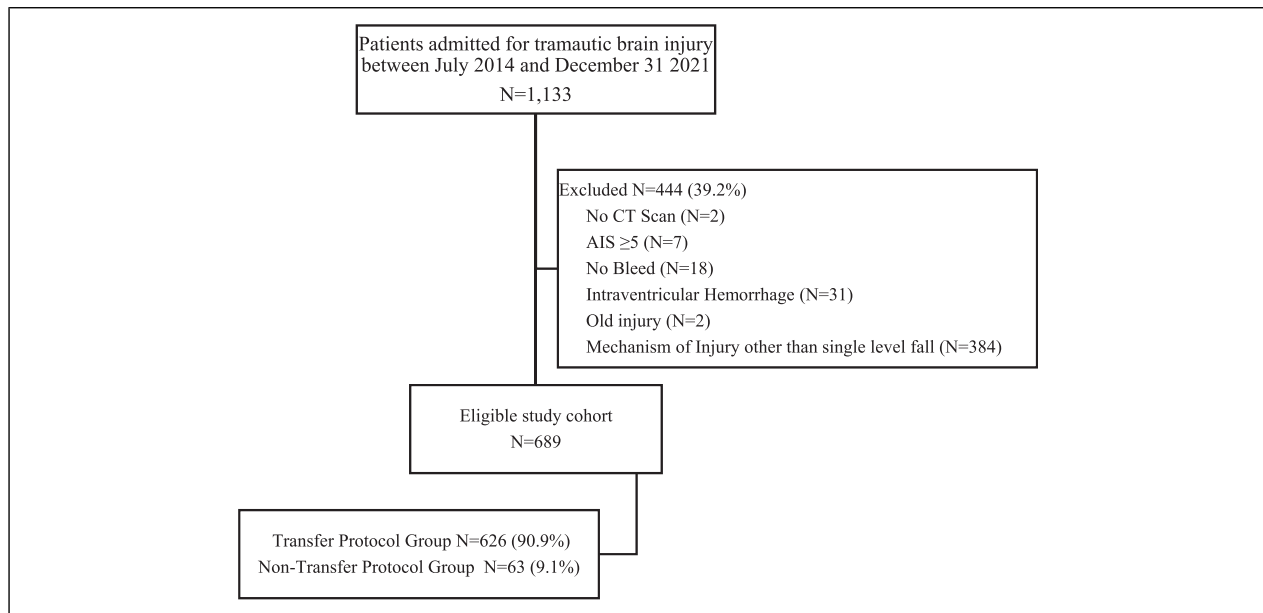 Patients admitted for tramautic brain injury
between July 2014 and December 31 2021
N=1,133
Excluded N=444 (39.2%)
No CT Scan (N=2)
AIS ≥5 (N=7)
No Bleed (N=18)
Intraventricular Hemorrhage (N=31)
Old injury (N=2)
Mechanism of Injury other than single level fall (N=384)
Eligible study cohort
N=689
Transfer Protocol Group N=626 (90.9%)
Non-Transfer Protocol Group N=63 (9.1%)